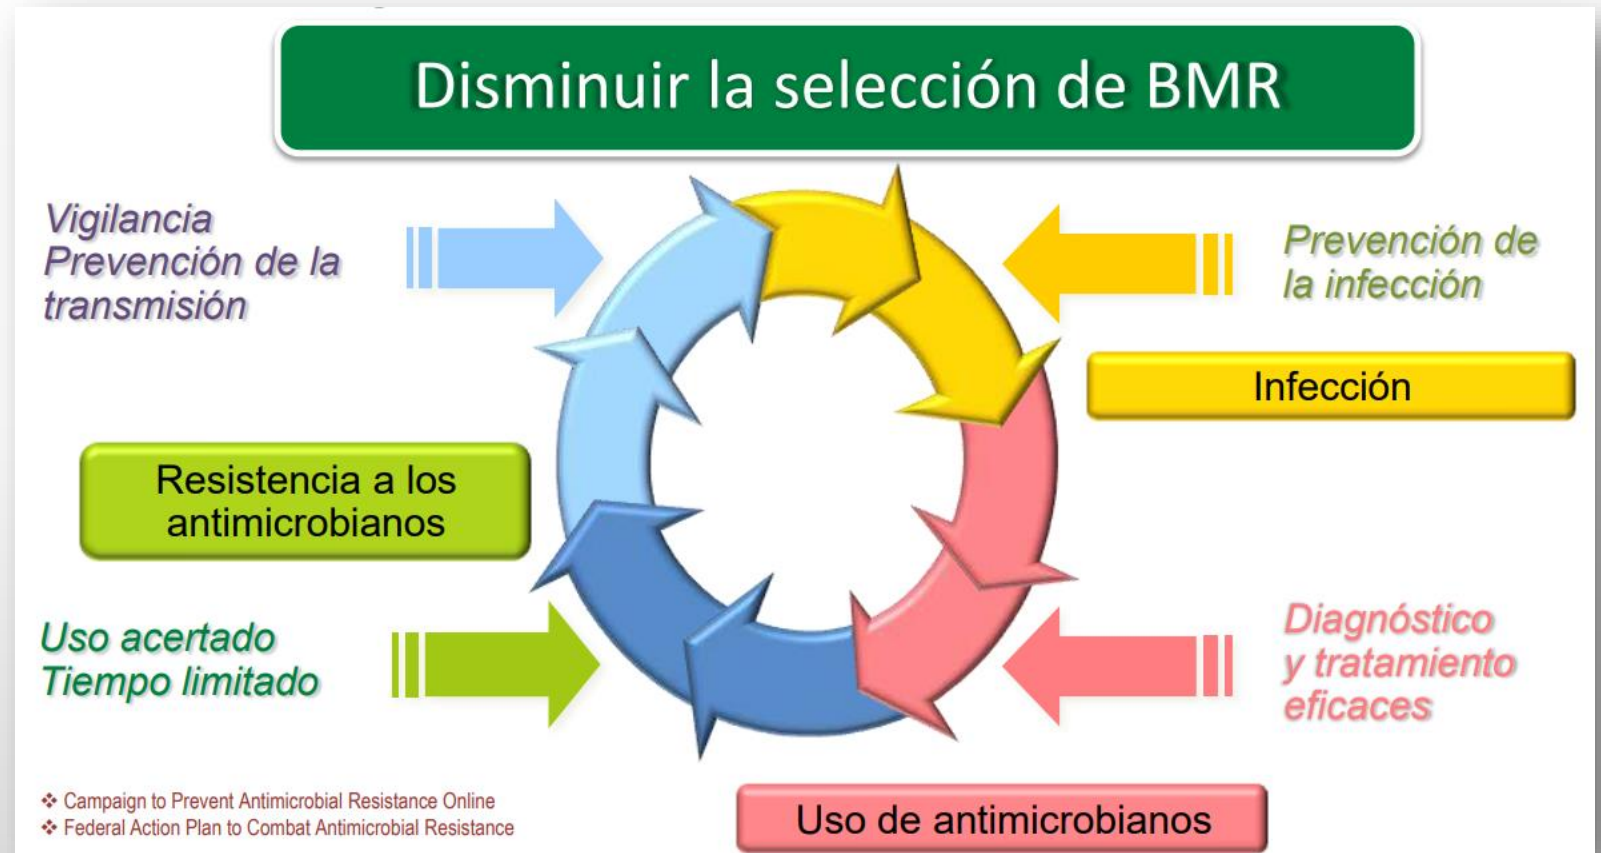 Disminuir la selección de BMR
Vigilancia
Prevención de la
transmisión
Prevención de
la infección
Infección
Resistencia a los
antimicrobianos
Uso acertado
Tiempo limitado
Diagnóstico
y tratamiento
eficaces
Uso de antimicrobianos
❖ Campaign to Prevent Antimicrobial Resistance Online
❖ Federal Action Plan to Combat Antimicrobial Resistance